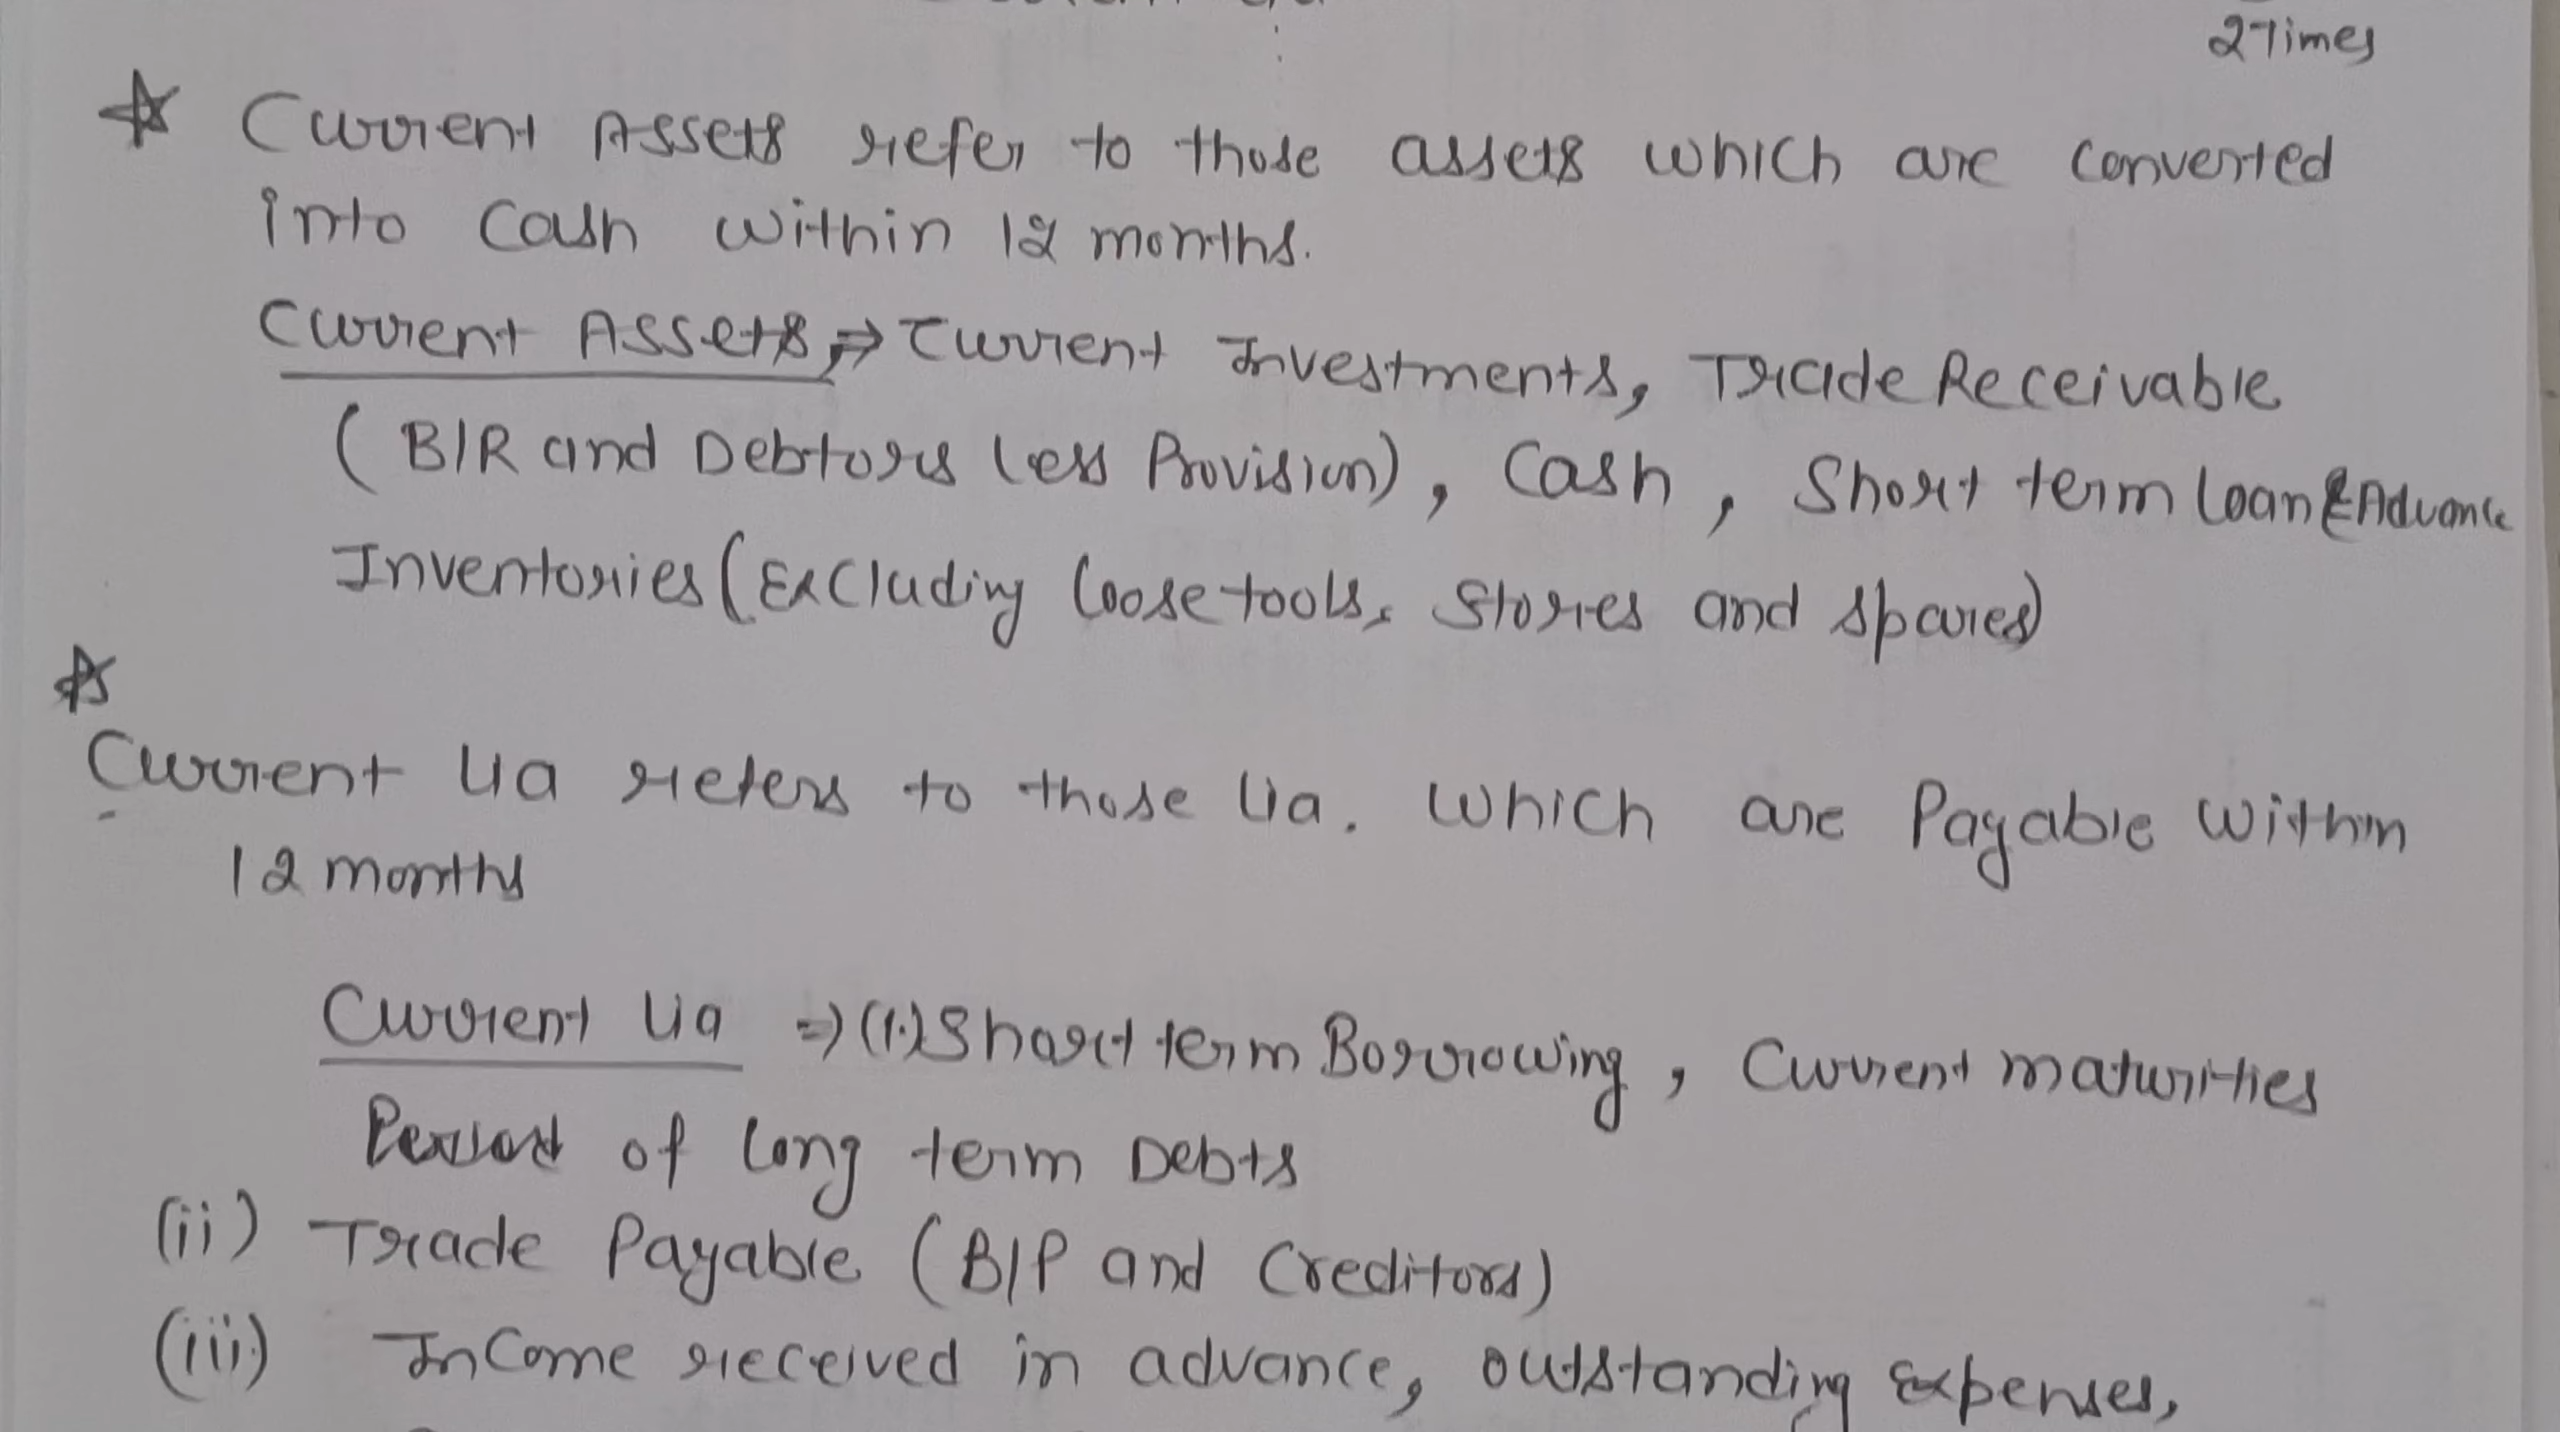 2Times
☆ Current Assets refer to those assets which are converted
into cash within 12 months.
Current Assets ⇒ Current Investments, Trade Receivable
(B/R and Debtors less Provision), Cash, Short term loan & Advance
Inventories (Excluding loose tools, Stores and spares)
☆
Current Lia refers to those lia. which are Payable within
12 months
Current Lia ⇒ (1.) Short term Borrowing, Current maturities
of long term Debts
(ii) Trade Payable (B/P and Creditors)
(iii) Income received in advance, outstanding Expenses,